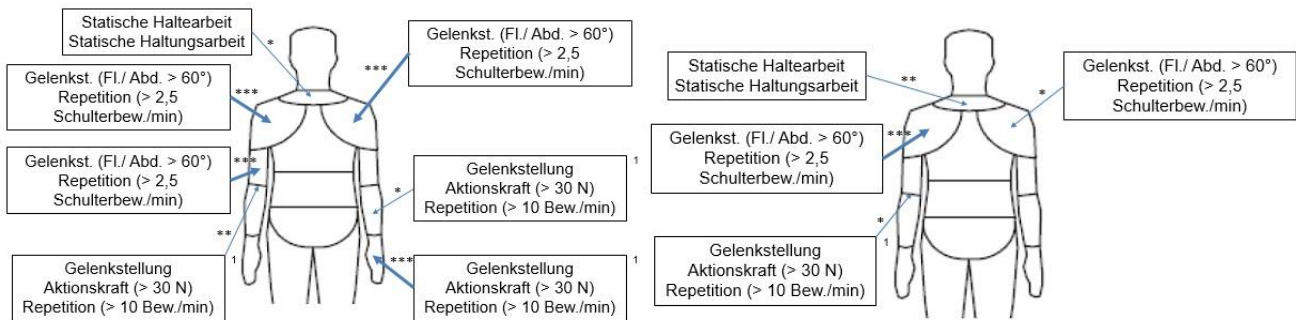 Statische Haltearbeit
Statische Haltungsarbeit
*
Gelenkst. (Fl./ Abd. > 60°)
Repetition (> 2,5
Schulterbew./min)
***
Gelenkst. (Fl./ Abd. > 60°)
Repetition (> 2,5
Schulterbew./min)
***
Gelenkst. (Fl./ Abd. > 60°)
Repetition (> 2,5
Schulterbew./min)
***
Gelenkstellung
Aktionskraft (> 30 N)
Repetition (> 10 Bew./min)
1
*
Gelenkstellung
Aktionskraft (> 30 N)
Repetition (> 10 Bew./min)
1
**
Gelenkstellung
Aktionskraft (> 30 N)
Repetition (> 10 Bew./min)
1
***
Statische Haltearbeit
Statische Haltungsarbeit
**
Gelenkst. (Fl./ Abd. > 60°)
Repetition (> 2,5
Schulterbew./min)
*
Gelenkst. (Fl./ Abd. > 60°)
Repetition (> 2,5
Schulterbew./min)
***
Gelenkstellung
Aktionskraft (> 30 N)
Repetition (> 10 Bew./min)
1
*